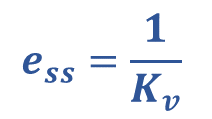 e_ss = 1/K_v